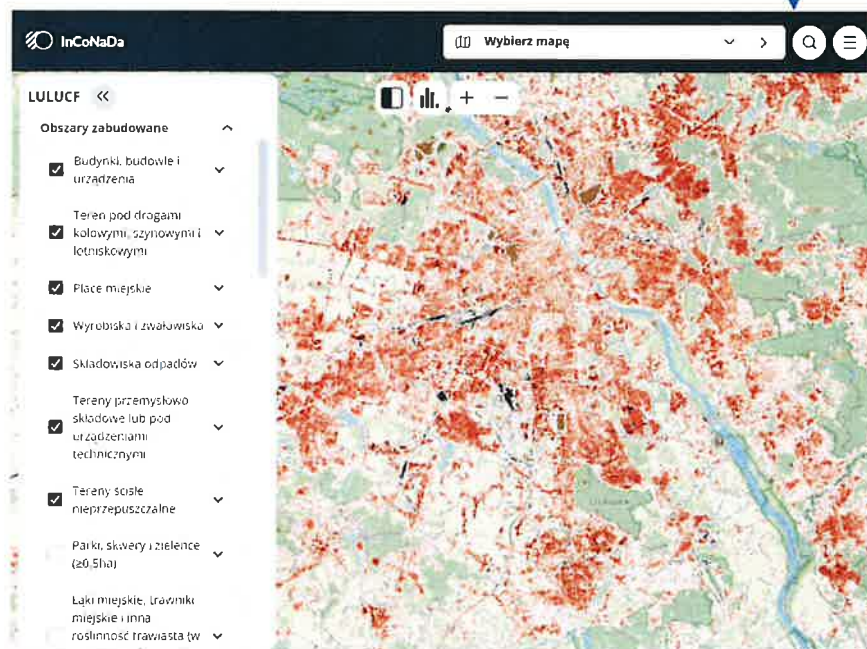 InCoNaDa
Wybierz mapę
LULUCF
Obszary zabudowane
Budynki, budowle i
urządzenia
Teren pod drogami
kołowymi, szynowymi i
lotniskowymi
Place miejskie
Wyrobiska i zwałowiska
Składowiska odpadów
Tereny przemysłowo
składowe lub pod
urządzeniami
technicznymi
Tereny ściśle
nieprzepuszczalne
Parki, skwery i zieleńce
(≥0,5ha)
Łąki miejskie, trawniki
miejskie i inna
roślinność trawiasta (w